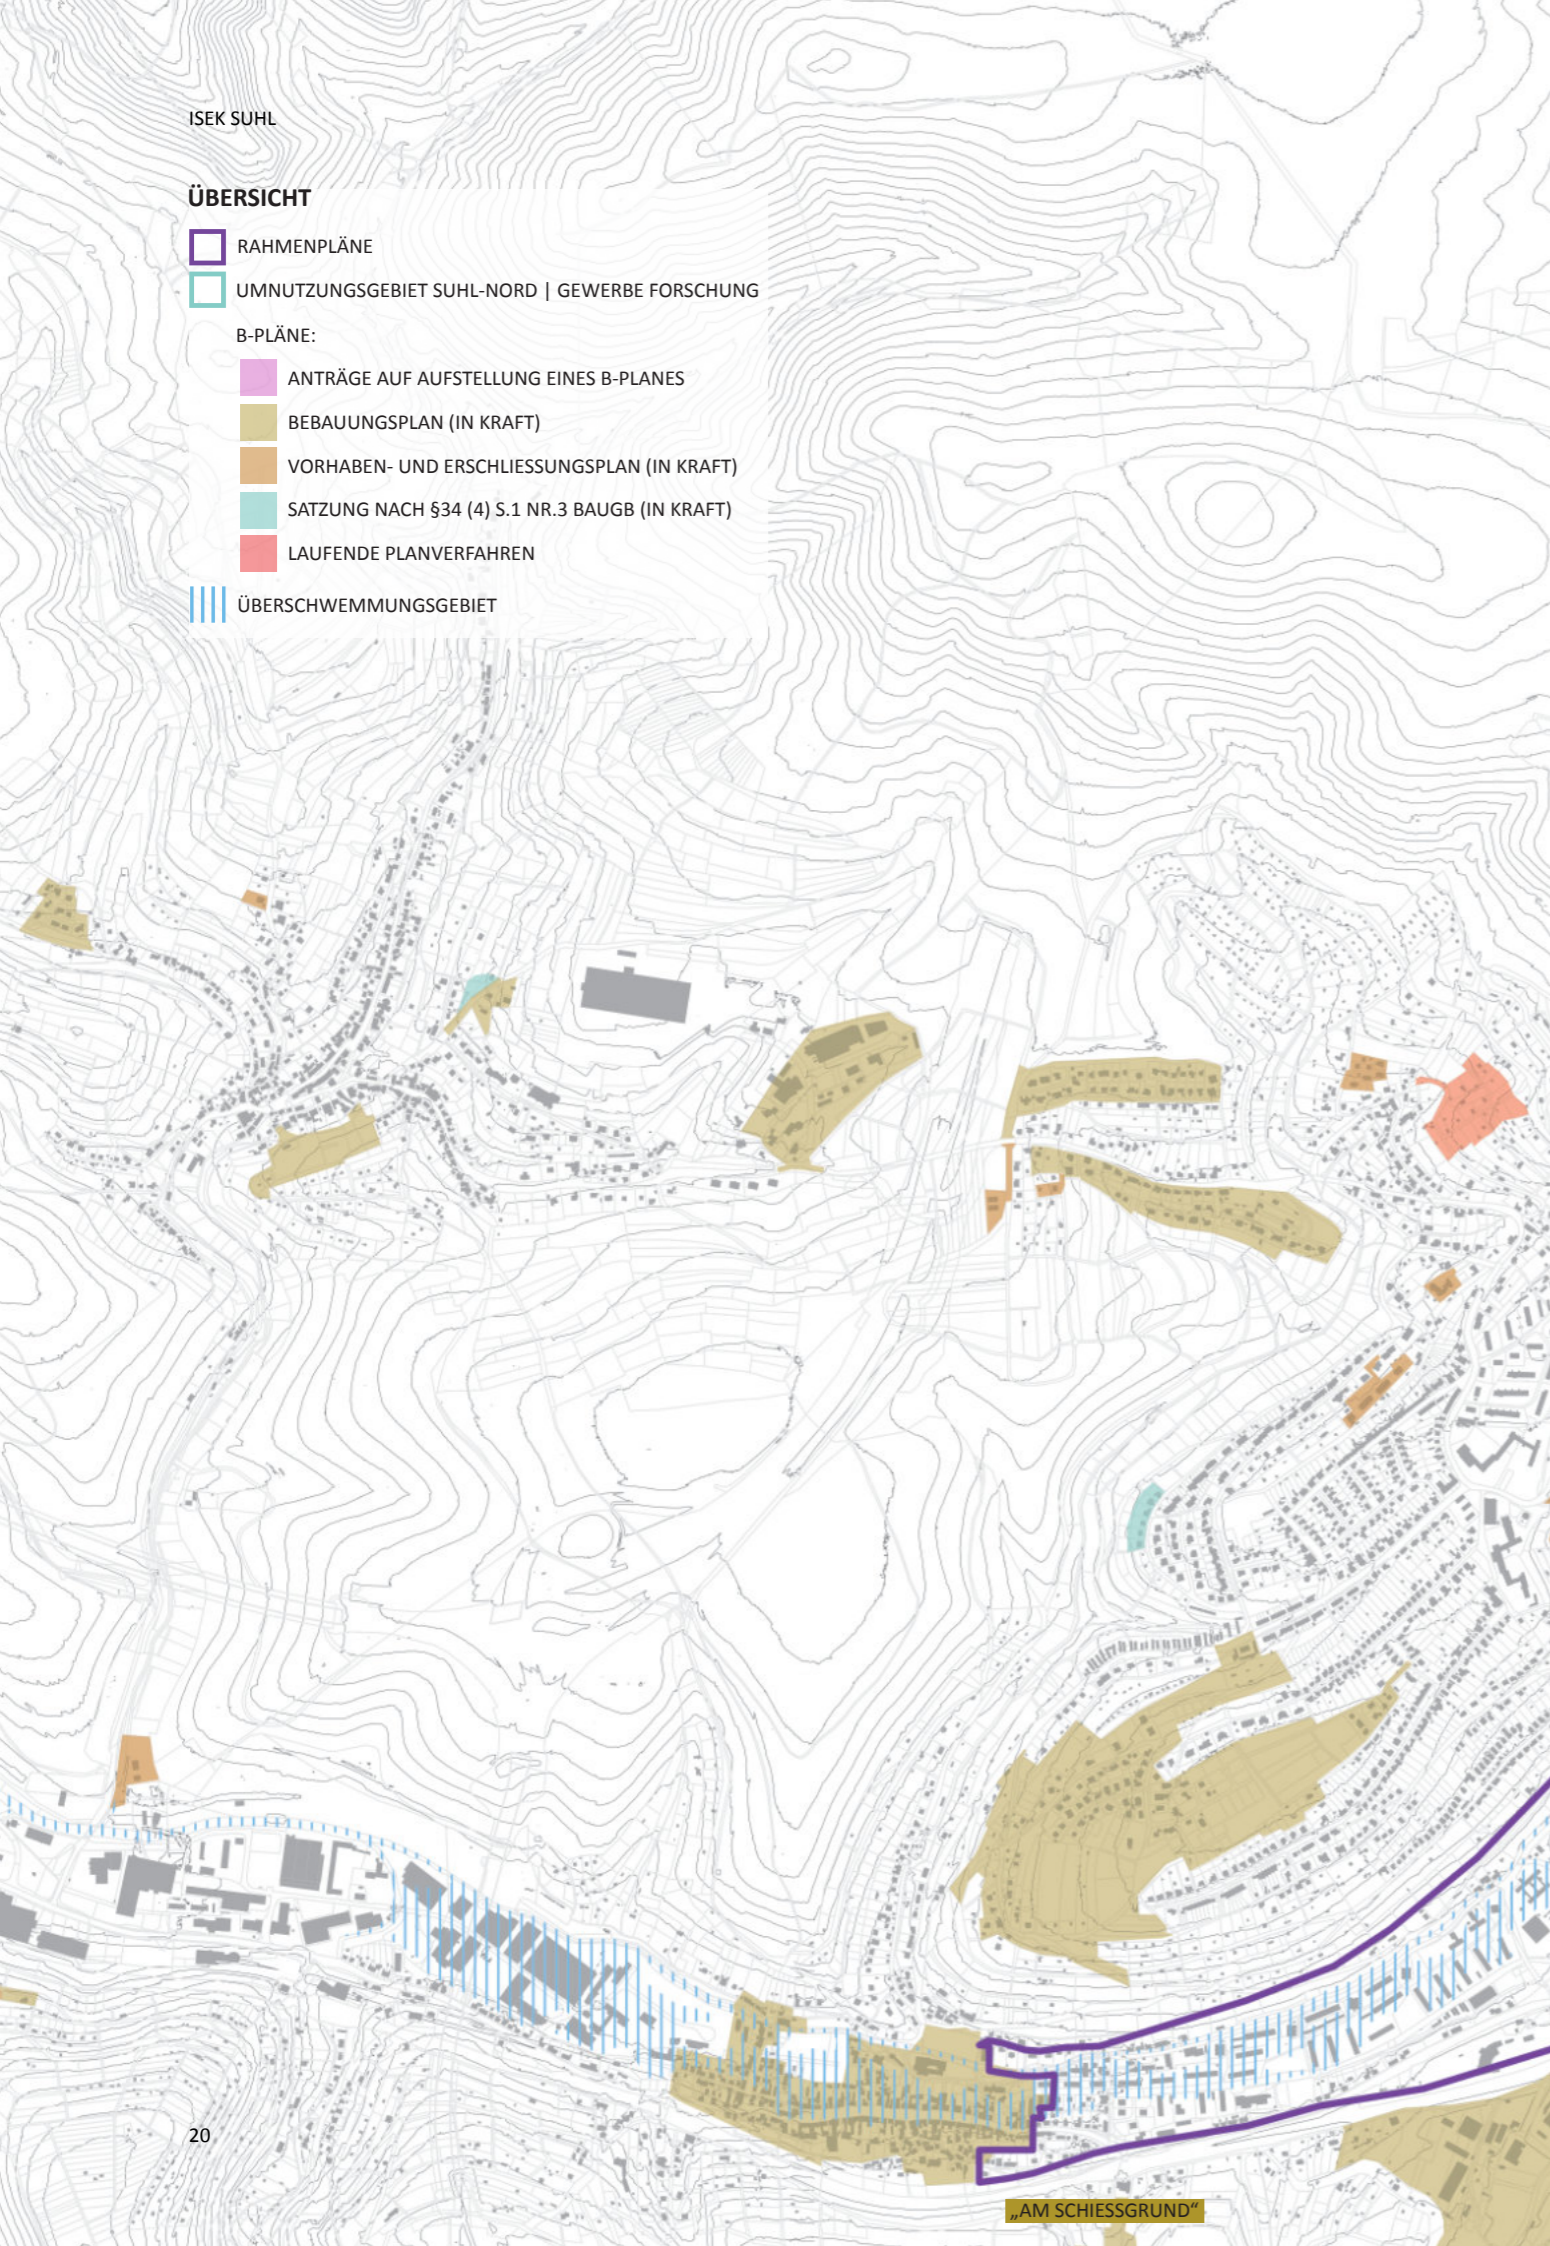 ISEK SUHL
ÜBERSICHT
RAHMENPLÄNE
UMNUTZUNGSGEBIET SUHL-NORD | GEWERBE FORSCHUNG
B-PLÄNE:
ANTRÄGE AUF AUFSTELLUNG EINES B-PLANES
BEBAUUNGSPLAN (IN KRAFT)
VORHABEN- UND ERSCHLIESSUNGSPLAN (IN KRAFT)
SATZUNG NACH §34 (4) S.1 NR.3 BAUGB (IN KRAFT)
LAUFENDE PLANVERFAHREN
ÜBERSCHWEMMUNGSGEBIET
20
„AM SCHIESSGRUND“